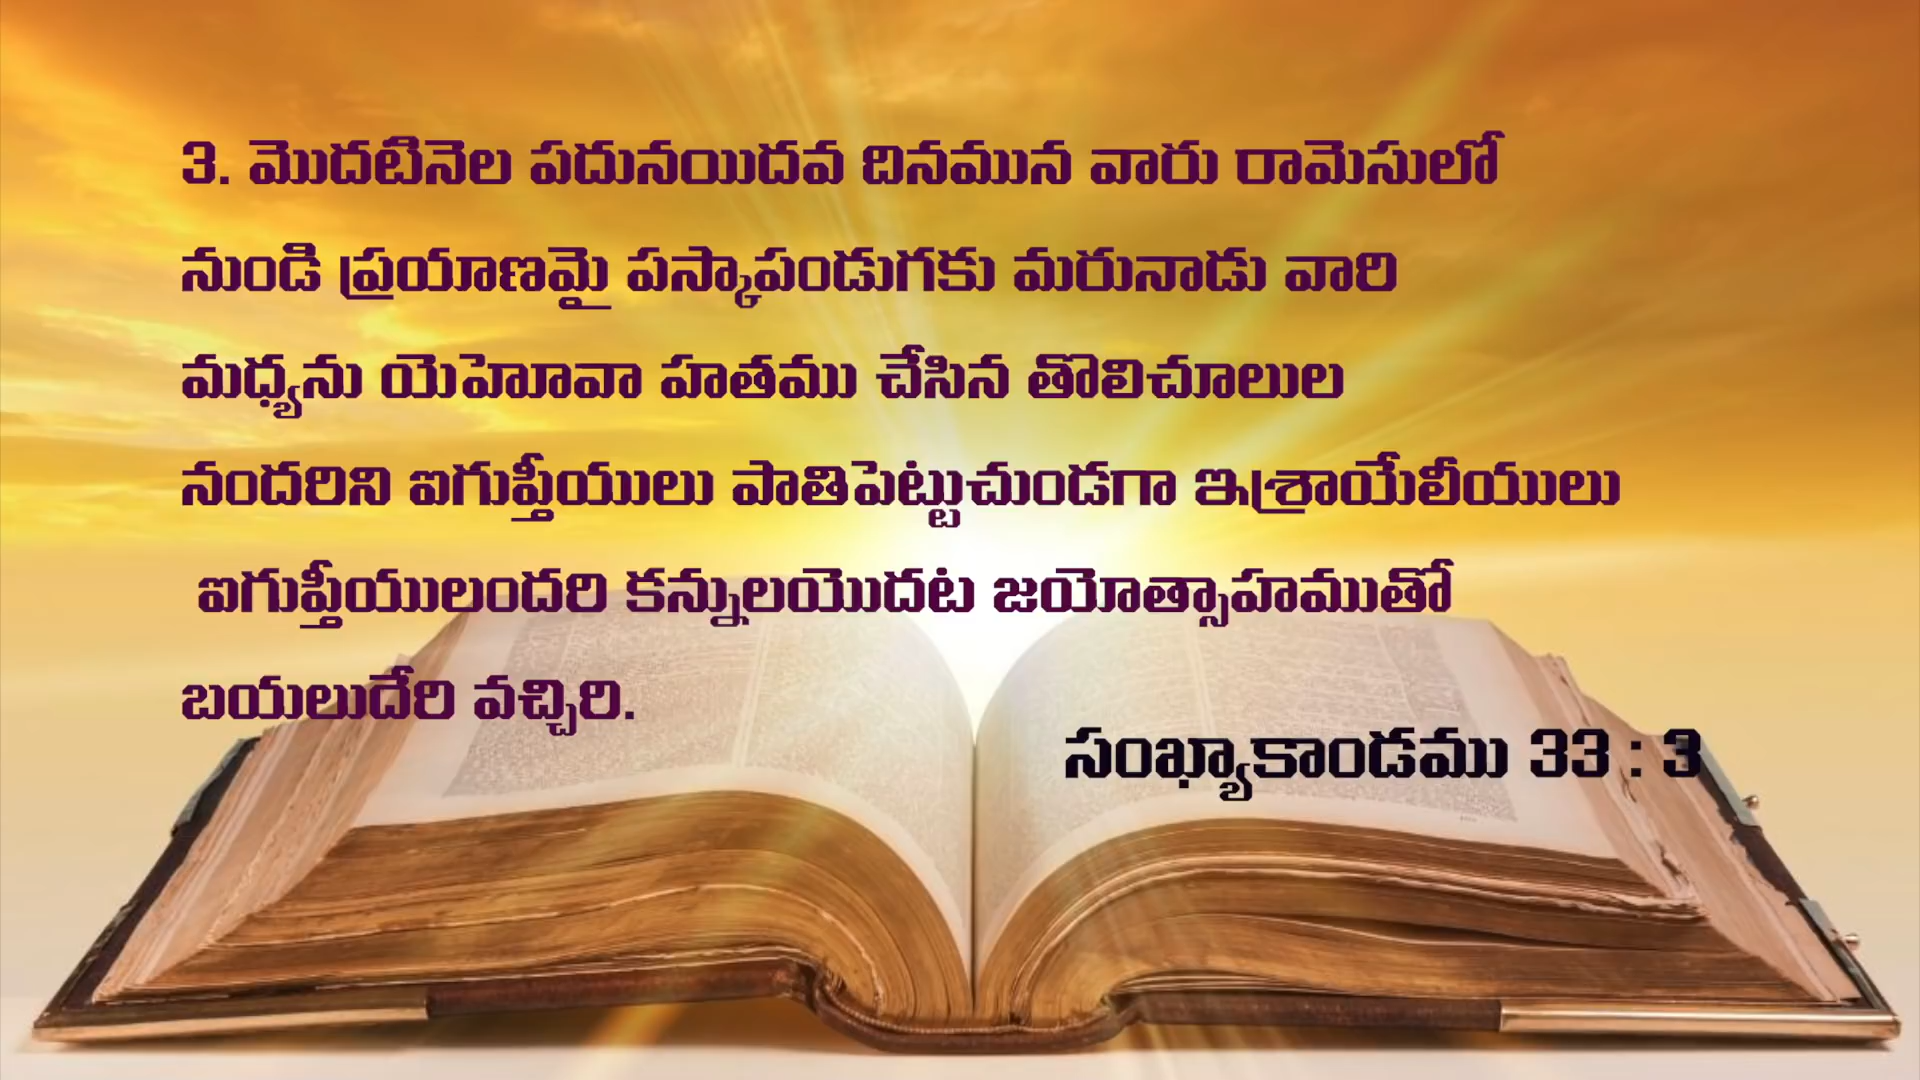 3. మొదటినెల పదునయిదవ దినమున వారు రామెసులో
నుండి ప్రయాణమై పస్కాపండుగకు మరునాడు వారి
మధ్యను యెహెూవా హతము చేసిన తొలిచూలుల
నందరిని ఐగుప్తీయులు పాతిపెట్టుచుండగా ఇశ్రాయేలీయులు
ఐగుప్తీయులందరి కన్నులయొదట జయోత్సాహముతో
బయలుదేరి వచ్చిరి.
సంఖ్యాకాండము 33 : 3